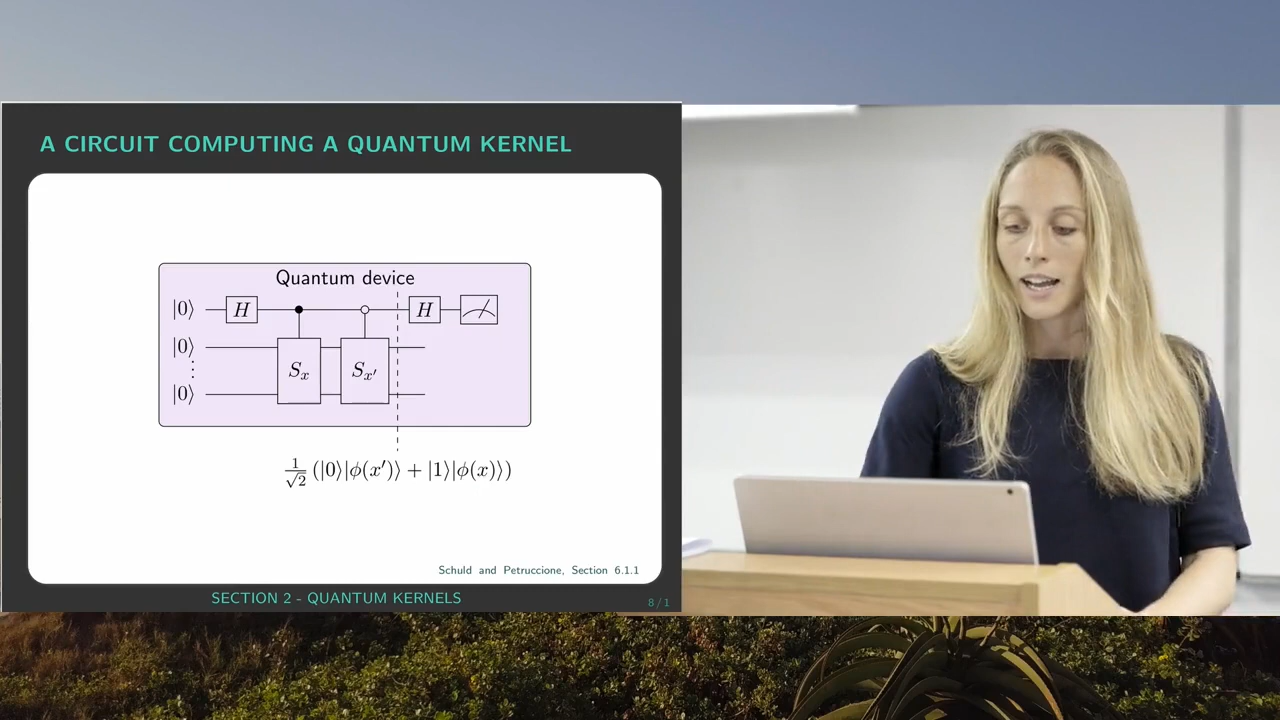 A CIRCUIT COMPUTING A QUANTUM KERNEL
Quantum device
|0⟩ H H
|0⟩
⋮ S_x S_{x'}
|0⟩
1/√2 (|0⟩|ϕ(x′)⟩ + |1⟩|ϕ(x)⟩)
Schuld and Petruccione, Section 6.1.1
SECTION 2 - QUANTUM KERNELS
8 / 1